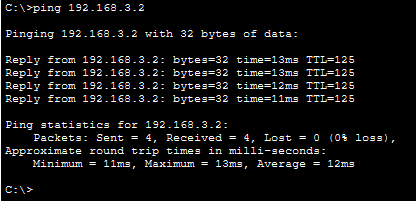 C:\>ping 192.168.3.2
Pinging 192.168.3.2 with 32 bytes of data:
Reply from 192.168.3.2: bytes=32 time=13ms TTL=125
Reply from 192.168.3.2: bytes=32 time=13ms TTL=125
Reply from 192.168.3.2: bytes=32 time=12ms TTL=125
Reply from 192.168.3.2: bytes=32 time=11ms TTL=125
Ping statistics for 192.168.3.2:
Packets: Sent = 4, Received = 4, Lost = 0 (0% loss),
Approximate round trip times in milli-seconds:
Minimum = 11ms, Maximum = 13ms, Average = 12ms
C:\>